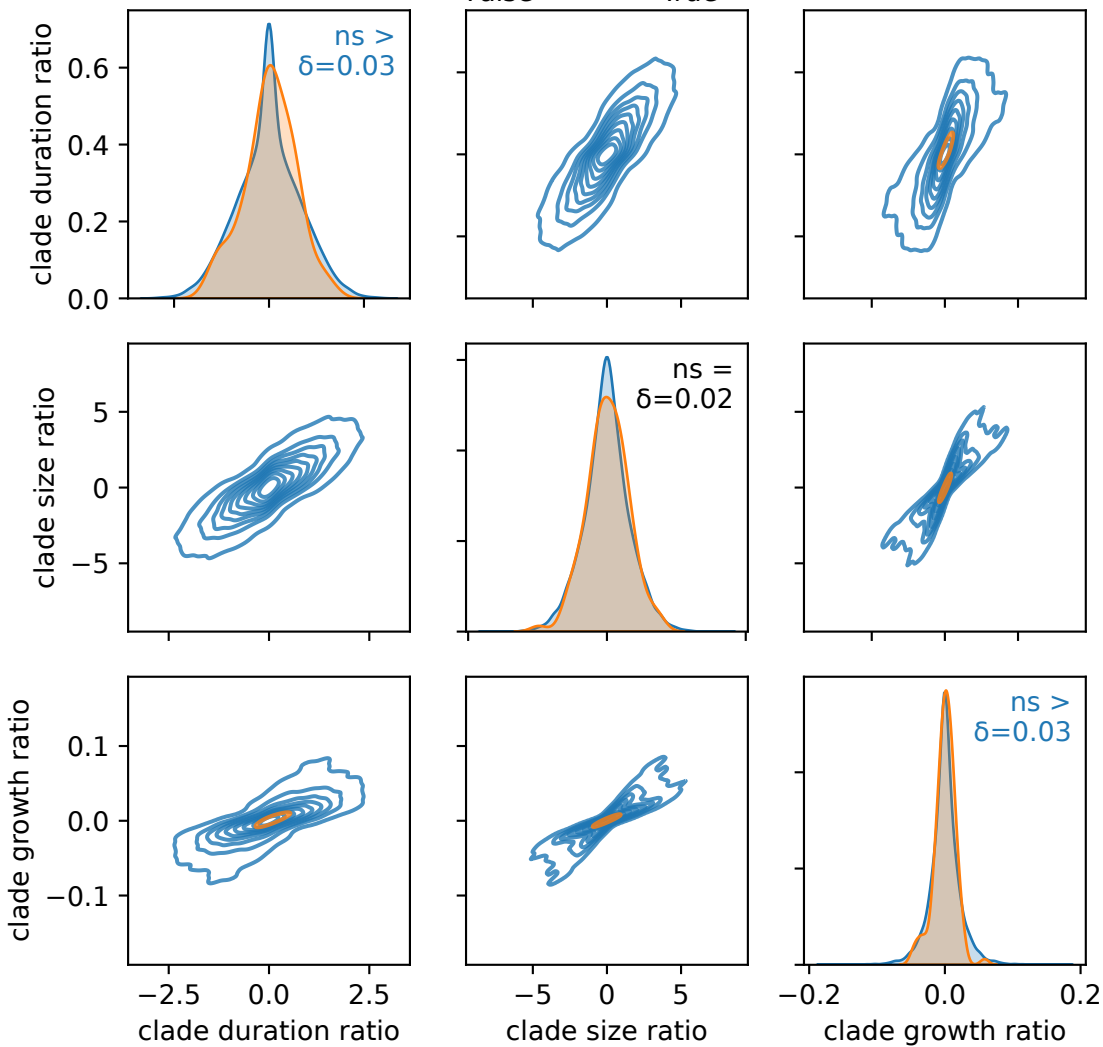 clade duration ratio
0.6
0.4
0.2
0.0
ns >
δ=0.03
clade size ratio
5
0
−5
ns =
δ=0.02
clade growth ratio
0.1
0.0
−0.1
ns >
δ=0.03
−2.5 0.0 2.5
clade duration ratio
−5 0 5
clade size ratio
−0.2 0.0 0.2
clade growth ratio